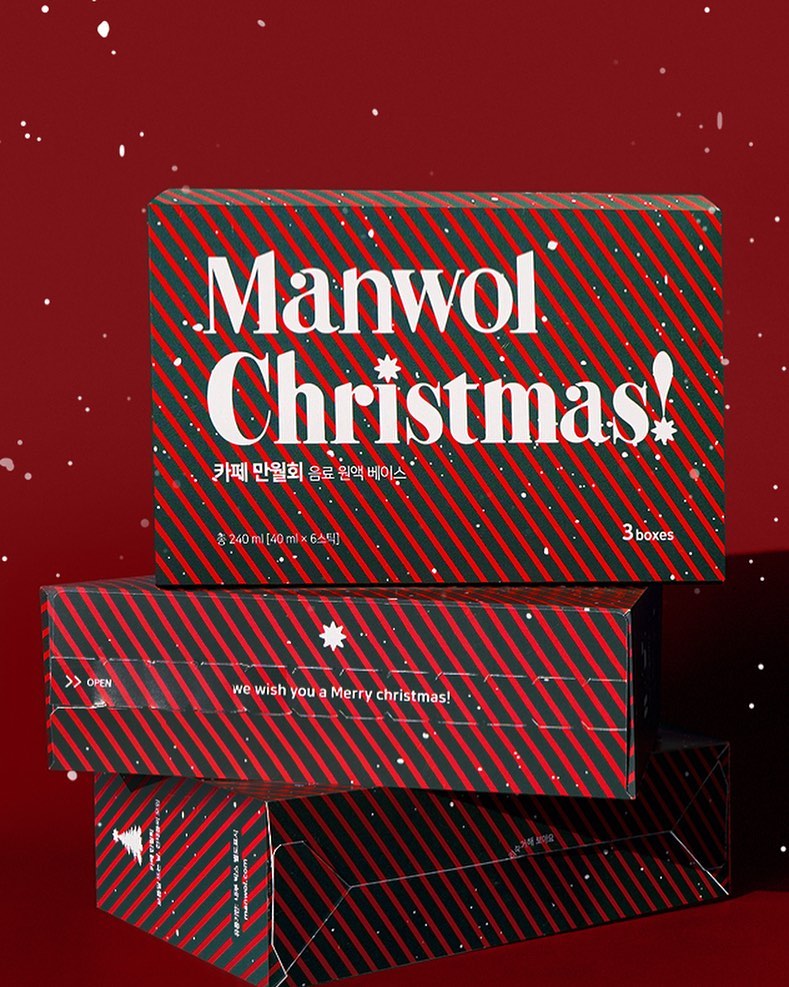 Manwol
Christmas!
카페 만월회 음료 원액 베이스
총 240 ml [40 ml × 6스틱]
3 boxes
>> OPEN
we wish you a Merry christmas!
manwol.com